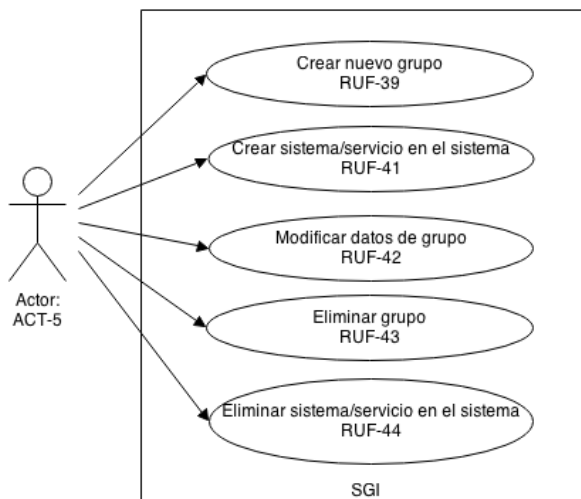 Crear nuevo grupo
RUF-39
Crear sistema/servicio en el sistema
RUF-41
Modificar datos de grupo
RUF-42
Actor:
ACT-5
Eliminar grupo
RUF-43
Eliminar sistema/servicio en el sistema
RUF-44
SGI